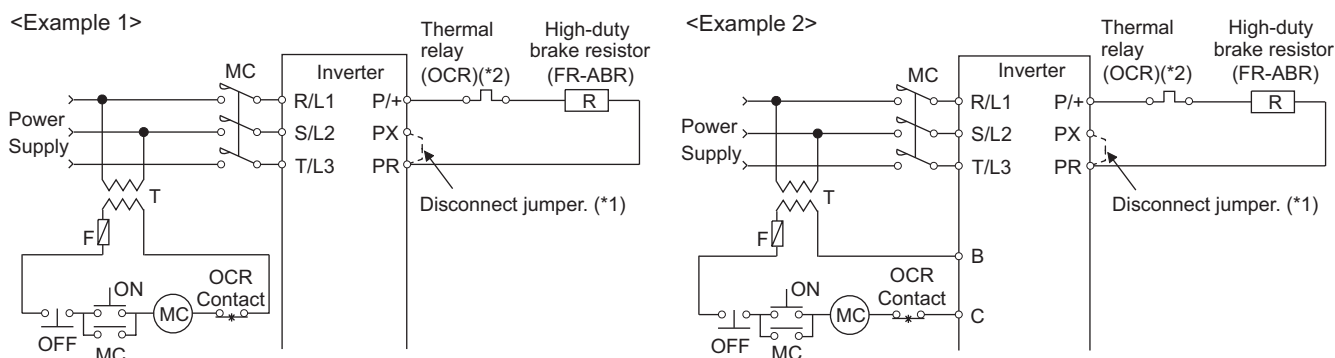 <Example 1>
Thermal
relay
(OCR)(*2)
High-duty
brake resistor
(FR-ABR)
MC
Inverter
R/L1
P/+
R
Power
Supply
S/L2
PX
T/L3
PR
T
Disconnect jumper. (*1)
F
OCR
Contact
ON
MC
OFF
MC
<Example 2>
Thermal
relay
(OCR)(*2)
High-duty
brake resistor
(FR-ABR)
MC
Inverter
R/L1
P/+
R
Power
Supply
S/L2
PX
T/L3
PR
T
Disconnect jumper. (*1)
F
B
OCR
Contact
ON
MC
C
OFF
MC